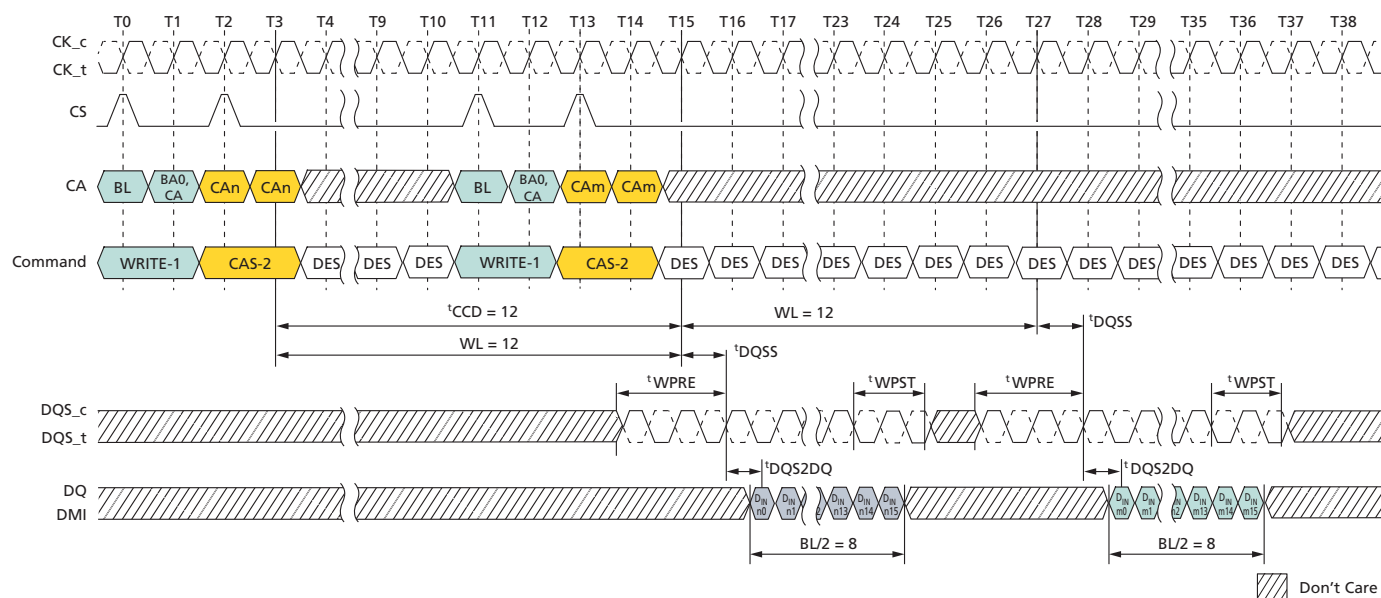 T0 T1 T2 T3 T4 T9 T10 T11 T12 T13 T14 T15 T16 T17 T23 T24 T25 T26 T27 T28 T29 T35 T36 T37 T38
CK_c
CK_t
CS
CA BL BA0, CA CAn CAn BL BA0, CA CAm CAm
Command WRITE-1 CAS-2 DES DES DES WRITE-1 CAS-2 DES DES DES DES DES DES DES DES DES DES DES DES DES DES
tCCD = 12 WL = 12 tDQSS
WL = 12 tDQSS
tWPRE tWPST tWPRE tWPST
DQS_c
DQS_t
tDQS2DQ tDQS2DQ
DQ
DMI
DIN n0 DIN n1 DIN n13 DIN n14 DIN n15 DIN m0 DIN m1 DIN m13 DIN m14 DIN m15
BL/2 = 8 BL/2 = 8
Don't Care